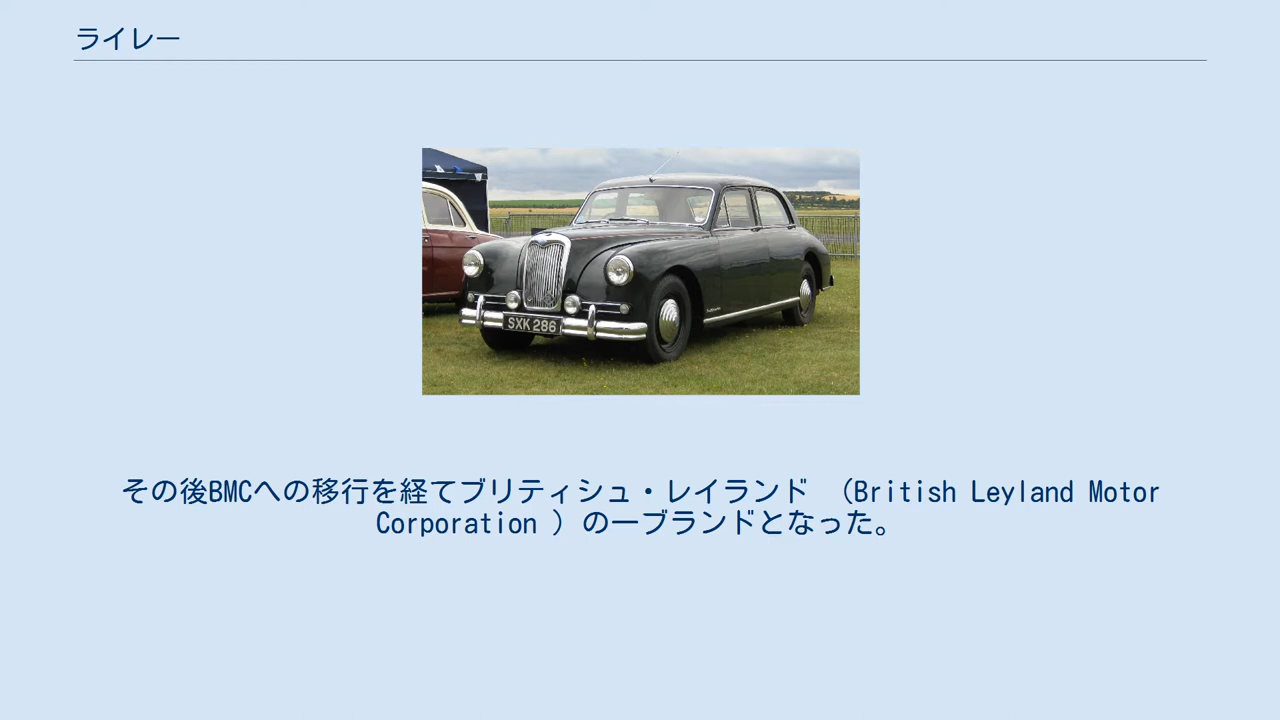 ライレー
SXK 286
その後BMCへの移行を経てブリティシュ・レイランド （British Leyland Motor
Corporation ）の一ブランドとなった。